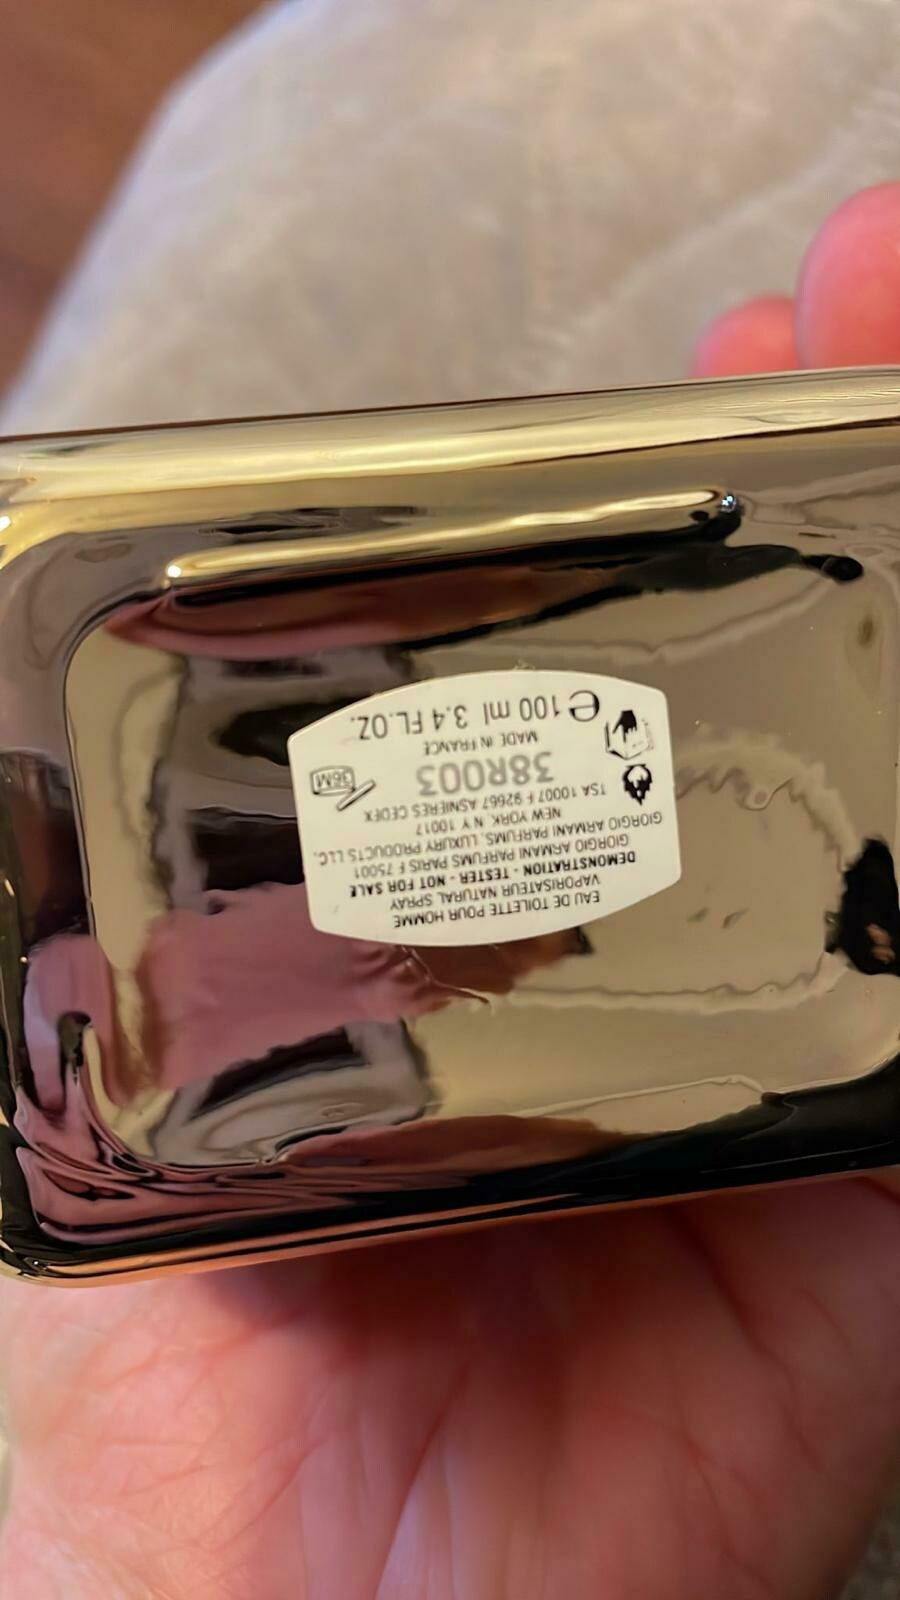 EAU DE TOILETTE POUR HOMME
VAPORISATEUR NATURAL SPRAY
DEMONSTRATION - TESTER - NOT FOR SALE
GIORGIO ARMANI PARFUMS PARIS F 75001
GIORGIO ARMANI PARFUMS, LUXURY PRODUCTS LLC.
NEW YORK, N.Y 10017
TSA 10007 F 92667 ASNIERES CEDEX
38R003
36M
MADE IN FRANCE
℮ 100 ml 3.4 FL.OZ.